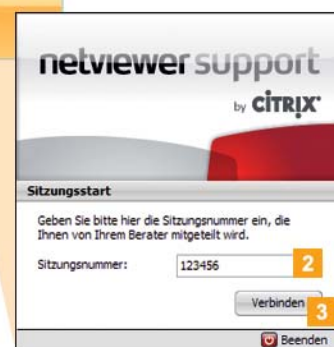 netviewer support
by CITRIX
Sitzungsstart
Geben Sie bitte hier die Sitzungsnummer ein, die
Ihnen von Ihrem Berater mitgeteilt wird.
Sitzungsnummer: 123456 2
Verbinden 3
Beenden